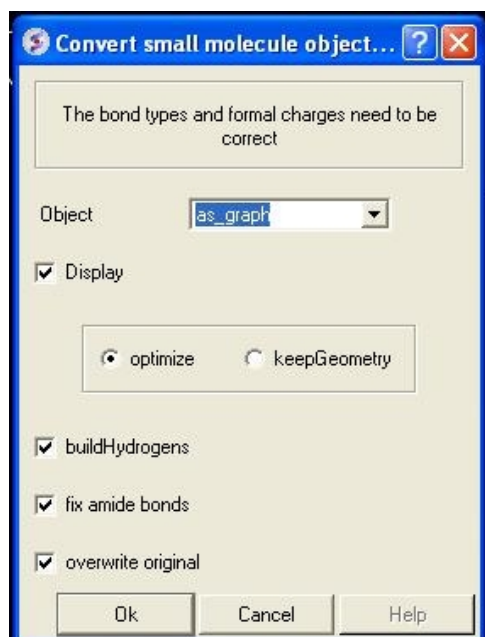 Convert small molecule object...
The bond types and formal charges need to be
correct
Object as_graph
Display
optimize keepGeometry
buildHydrogens
fix amide bonds
overwrite original
Ok Cancel Help